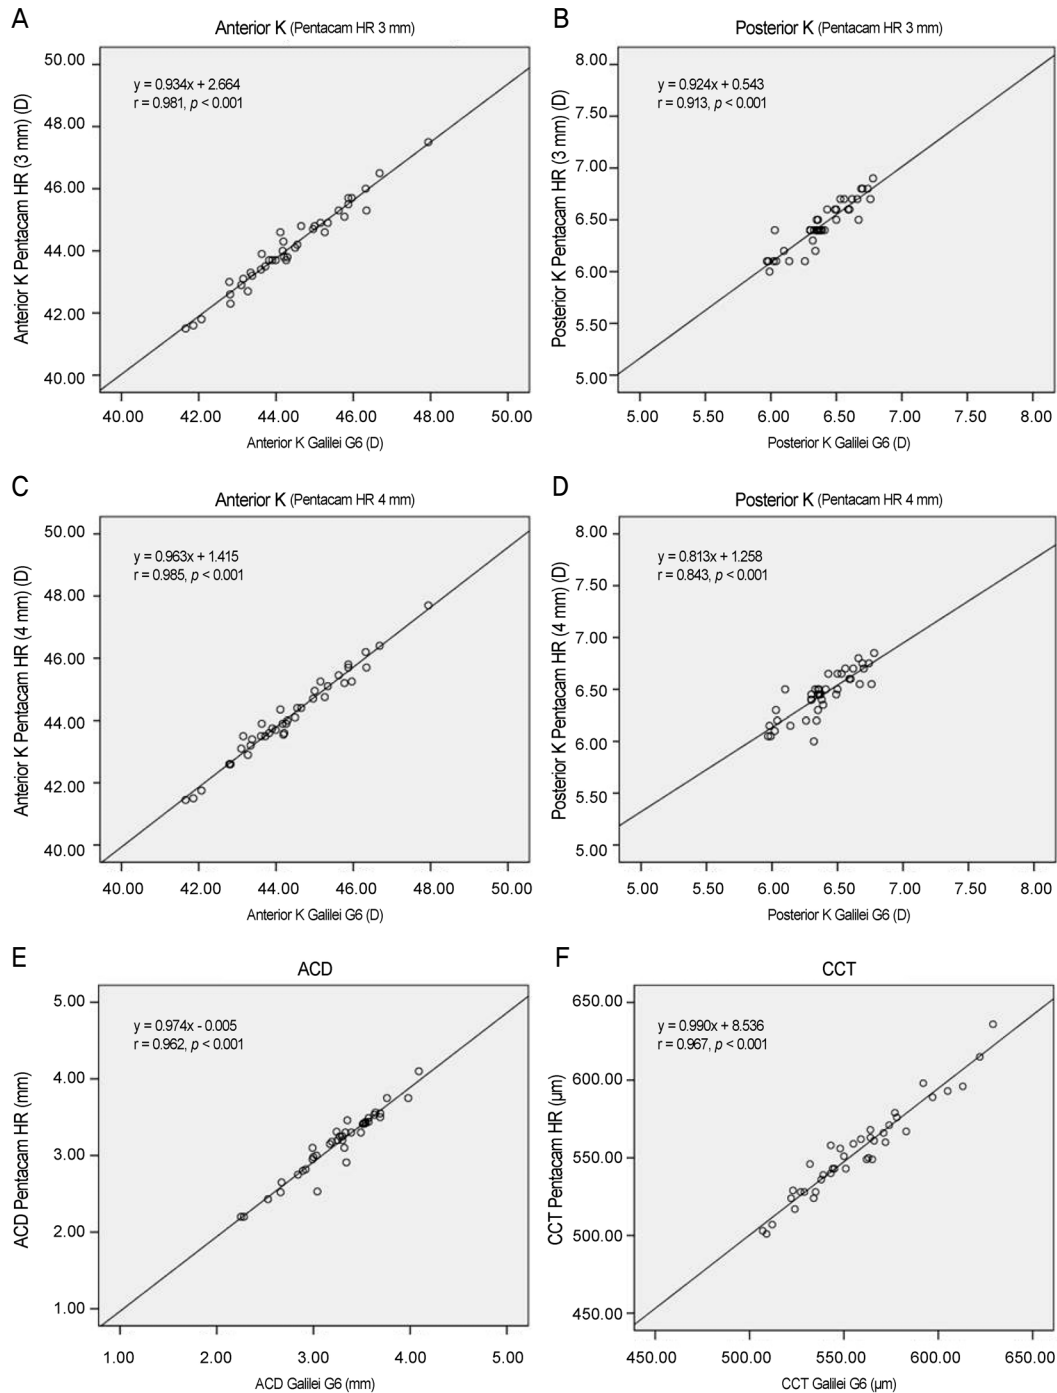 A
Anterior K (Pentacam HR 3 mm)
y = 0.934x + 2.664
r = 0.981, p < 0.001
Anterior K Pentacam HR (3 mm) (D)
50.00
48.00
46.00
44.00
42.00
40.00
40.00 42.00 44.00 46.00 48.00 50.00
Anterior K Galilei G6 (D)
B
Posterior K (Pentacam HR 3 mm)
y = 0.924x + 0.543
r = 0.913, p < 0.001
Posterior K Pentacam HR (3 mm) (D)
8.00
7.50
7.00
6.50
6.00
5.50
5.00
5.00 5.50 6.00 6.50 7.00 7.50 8.00
Posterior K Galilei G6 (D)
C
Anterior K (Pentacam HR 4 mm)
y = 0.963x + 1.415
r = 0.985, p < 0.001
Anterior K Pentacam HR (4 mm) (D)
50.00
48.00
46.00
44.00
42.00
40.00
40.00 42.00 44.00 46.00 48.00 50.00
Anterior K Galilei G6 (D)
D
Posterior K (Pentacam HR 4 mm)
y = 0.813x + 1.258
r = 0.843, p < 0.001
Posterior K Pentacam HR (4 mm) (D)
8.00
7.50
7.00
6.50
6.00
5.50
5.00
5.00 5.50 6.00 6.50 7.00 7.50 8.00
Posterior K Galilei G6 (D)
E
ACD
y = 0.974x - 0.005
r = 0.962, p < 0.001
ACD Pentacam HR (mm)
5.00
4.00
3.00
2.00
1.00
1.00 2.00 3.00 4.00 5.00
ACD Galilei G6 (mm)
F
CCT
y = 0.990x + 8.536
r = 0.967, p < 0.001
CCT Pentacam HR (μm)
650.00
600.00
550.00
500.00
450.00
450.00 500.00 550.00 600.00 650.00
CCT Galilei G6 (μm)